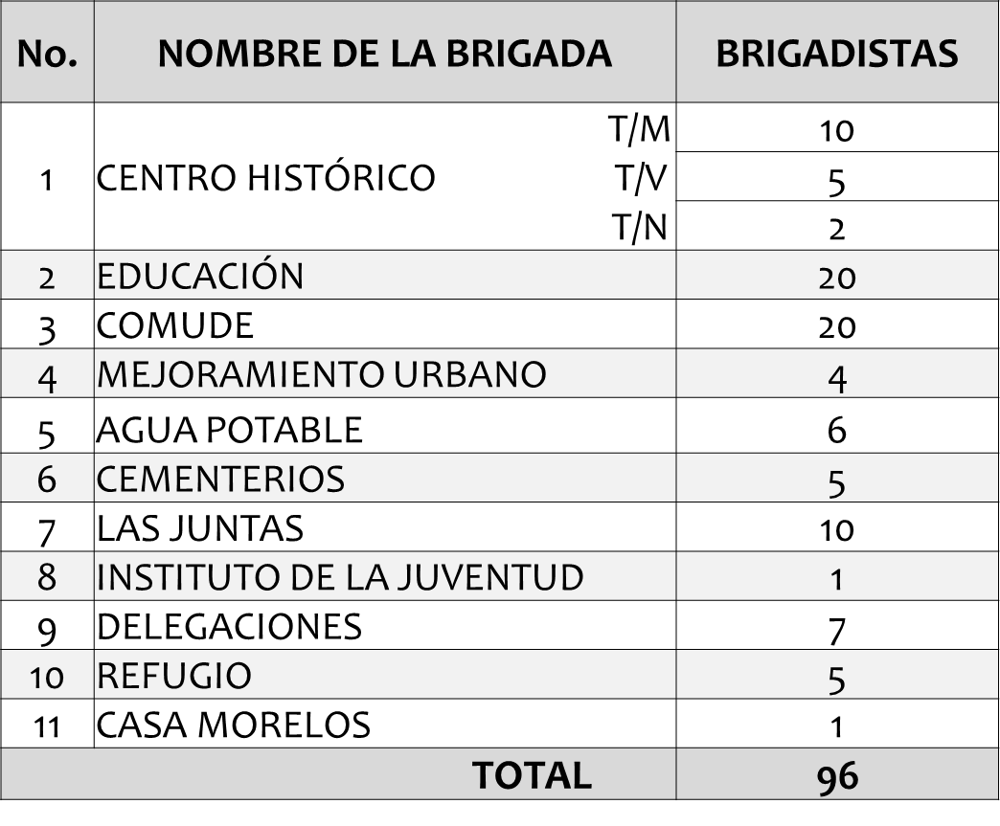 No. NOMBRE DE LA BRIGADA BRIGADISTAS
T/M 10
1 CENTRO HISTÓRICO T/V 5
T/N 2
2 EDUCACIÓN 20
3 COMUDE 20
4 MEJORAMIENTO URBANO 4
5 AGUA POTABLE 6
6 CEMENTERIOS 5
7 LAS JUNTAS 10
8 INSTITUTO DE LA JUVENTUD 1
9 DELEGACIONES 7
10 REFUGIO 5
11 CASA MORELOS 1
TOTAL 96